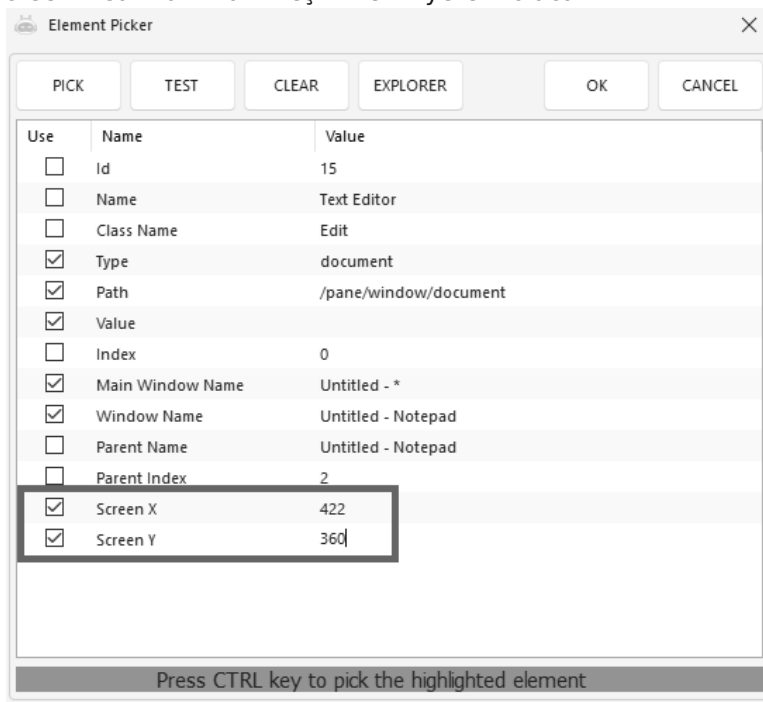 Element Picker
PICK TEST CLEAR EXPLORER OK CANCEL
Use Name Value
Id 15
Name Text Editor
Class Name Edit
Type document
Path /pane/window/document
Value
Index 0
Main Window Name Untitled - *
Window Name Untitled - Notepad
Parent Name Untitled - Notepad
Parent Index 2
Screen X 422
Screen Y 360
Press CTRL key to pick the highlighted element